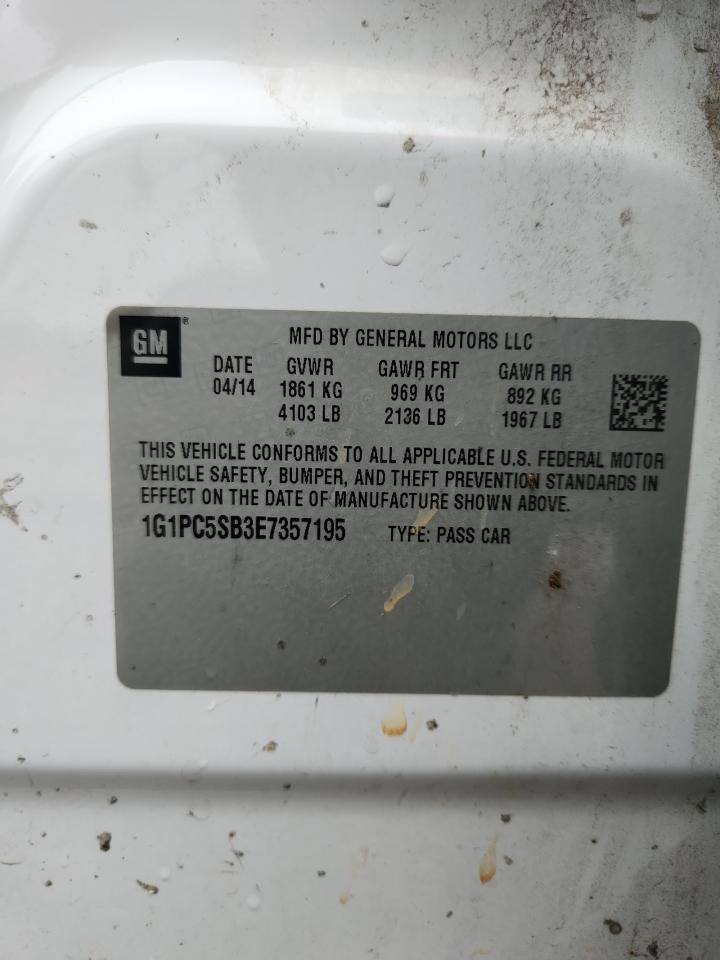 GM®
MFD BY GENERAL MOTORS LLC
DATE GVWR GAWR FRT GAWR RR
04/14 1861 KG 969 KG 892 KG
4103 LB 2136 LB 1967 LB
THIS VEHICLE CONFORMS TO ALL APPLICABLE U.S. FEDERAL MOTOR
VEHICLE SAFETY, BUMPER, AND THEFT PREVENTION STANDARDS IN
EFFECT ON THE DATE OF MANUFACTURE SHOWN ABOVE.
1G1PC5SB3E7357195 TYPE: PASS CAR